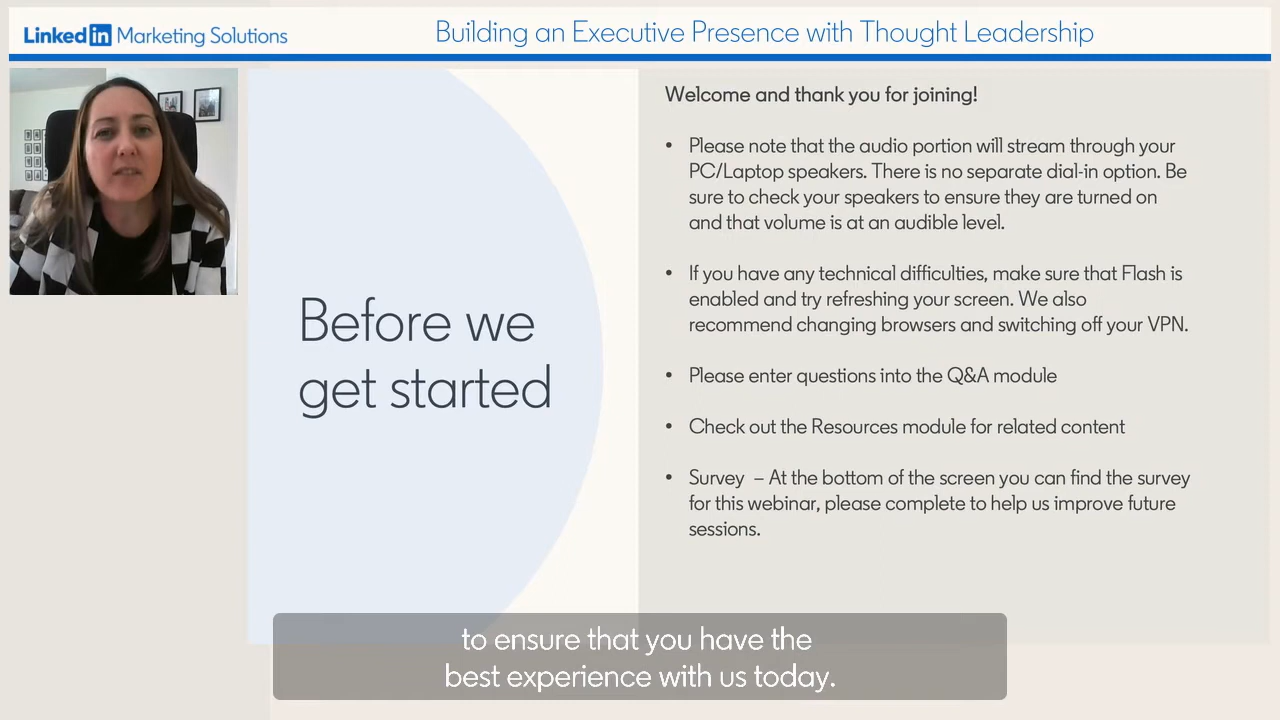 LinkedIn Marketing Solutions
Building an Executive Presence with Thought Leadership
Before we
get started
Welcome and thank you for joining!
• Please note that the audio portion will stream through your
PC/Laptop speakers. There is no separate dial-in option. Be
sure to check your speakers to ensure they are turned on
and that volume is at an audible level.
• If you have any technical difficulties, make sure that Flash is
enabled and try refreshing your screen. We also
recommend changing browsers and switching off your VPN.
• Please enter questions into the Q&A module
• Check out the Resources module for related content
• Survey – At the bottom of the screen you can find the survey
for this webinar, please complete to help us improve future
sessions.
to ensure that you have the
best experience with us today.